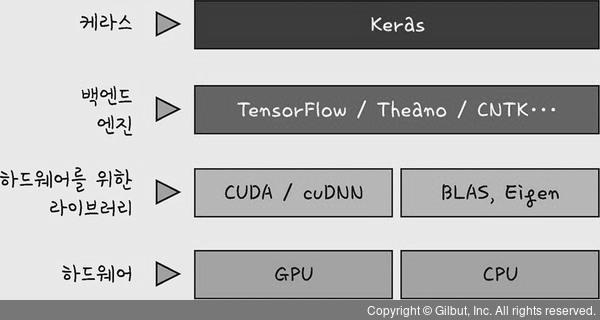 케라스
Keras
백엔드
엔진
TensorFlow / Theano / CNTK···
하드웨어를 위한
라이브러리
CUDA / cuDNN
BLAS, Eigen
하드웨어
GPU
CPU
Copyright © Gilbut, Inc. All rights reserved.